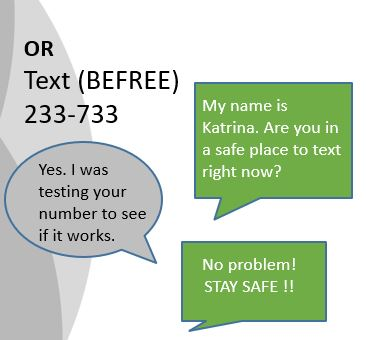 OR
Text (BEFREE)
233-733
My name is
Katrina. Are you in
a safe place to text
right now?
Yes. I was
testing your
number to see
if it works.
No problem!
STAY SAFE !!